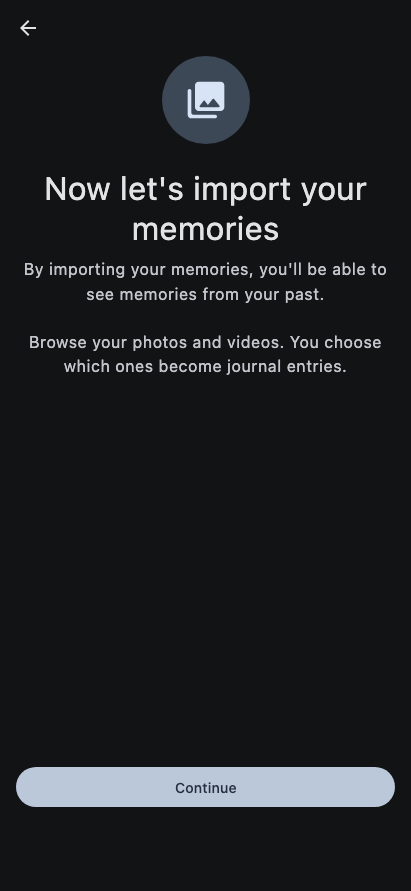 Now let's import your
memories
By importing your memories, you'll be able to
see memories from your past.
Browse your photos and videos. You choose
which ones become journal entries.
Continue